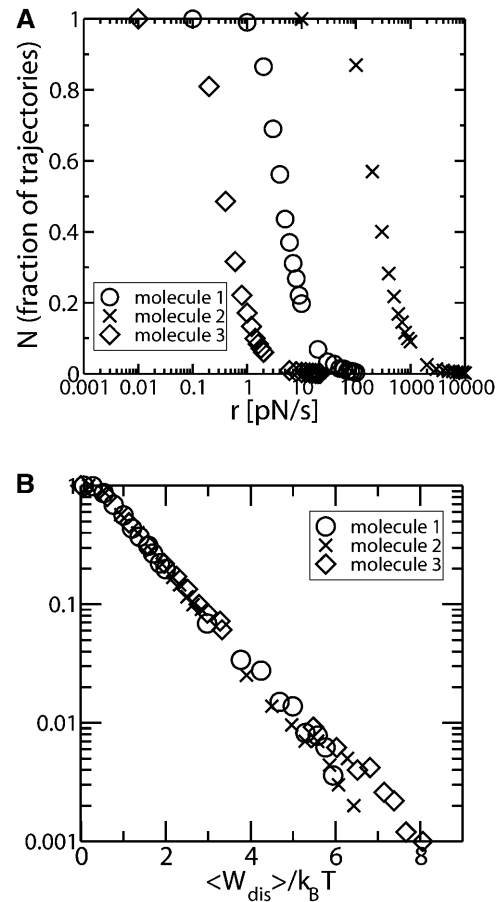 A
N (fraction of trajectories)
1
0.8
0.6
0.4
0.2
0
molecule 1
molecule 2
molecule 3
0.001 0.01 0.1 1 10 100 1000 10000
r [pN/s]
B
1
0.1
0.01
0.001
molecule 1
molecule 2
molecule 3
0 2 4 6 8
<W_dis>/k_BT